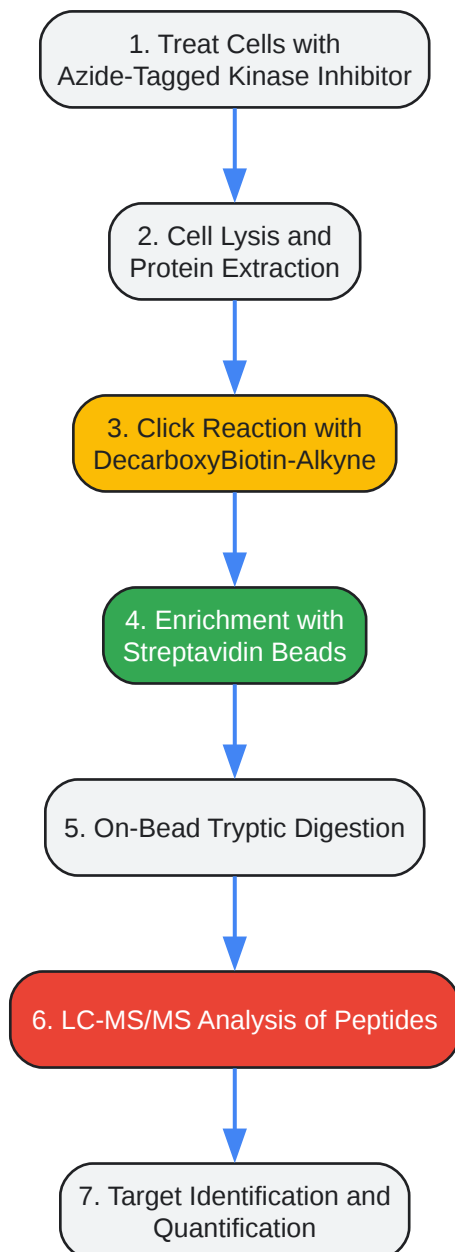 1. Treat Cells with
Azide-Tagged Kinase Inhibitor
2. Cell Lysis and
Protein Extraction
3. Click Reaction with
DecarboxyBiotin-Alkyne
4. Enrichment with
Streptavidin Beads
5. On-Bead Tryptic Digestion
6. LC-MS/MS Analysis of Peptides
7. Target Identification and
Quantification